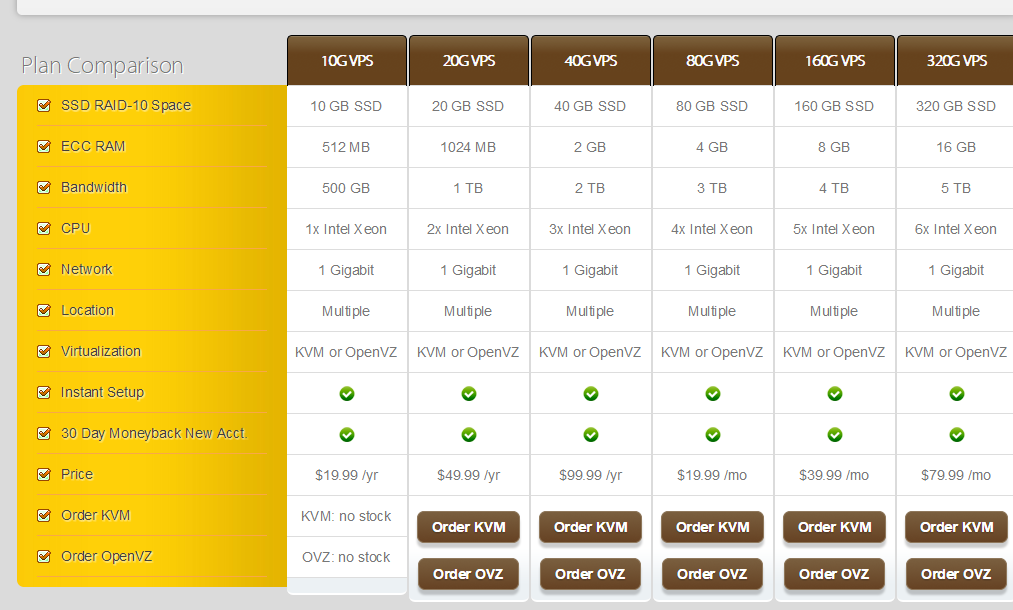 Plan Comparison 10G VPS 20G VPS 40G VPS 80G VPS 160G VPS 320G VPS
SSD RAID-10 Space 10 GB SSD 20 GB SSD 40 GB SSD 80 GB SSD 160 GB SSD 320 GB SSD
ECC RAM 512 MB 1024 MB 2 GB 4 GB 8 GB 16 GB
Bandwidth 500 GB 1 TB 2 TB 3 TB 4 TB 5 TB
CPU 1x Intel Xeon 2x Intel Xeon 3x Intel Xeon 4x Intel Xeon 5x Intel Xeon 6x Intel Xeon
Network 1 Gigabit 1 Gigabit 1 Gigabit 1 Gigabit 1 Gigabit 1 Gigabit
Location Multiple Multiple Multiple Multiple Multiple Multiple
Virtualization KVM or OpenVZ KVM or OpenVZ KVM or OpenVZ KVM or OpenVZ KVM or OpenVZ KVM or OpenVZ
Instant Setup
30 Day Moneyback New Acct.
Price $19.99 /yr $49.99 /yr $99.99 /yr $19.99 /mo $39.99 /mo $79.99 /mo
Order KVM KVM: no stock Order KVM Order KVM Order KVM Order KVM Order KVM
Order OpenVZ OVZ: no stock Order OVZ Order OVZ Order OVZ Order OVZ Order OVZ